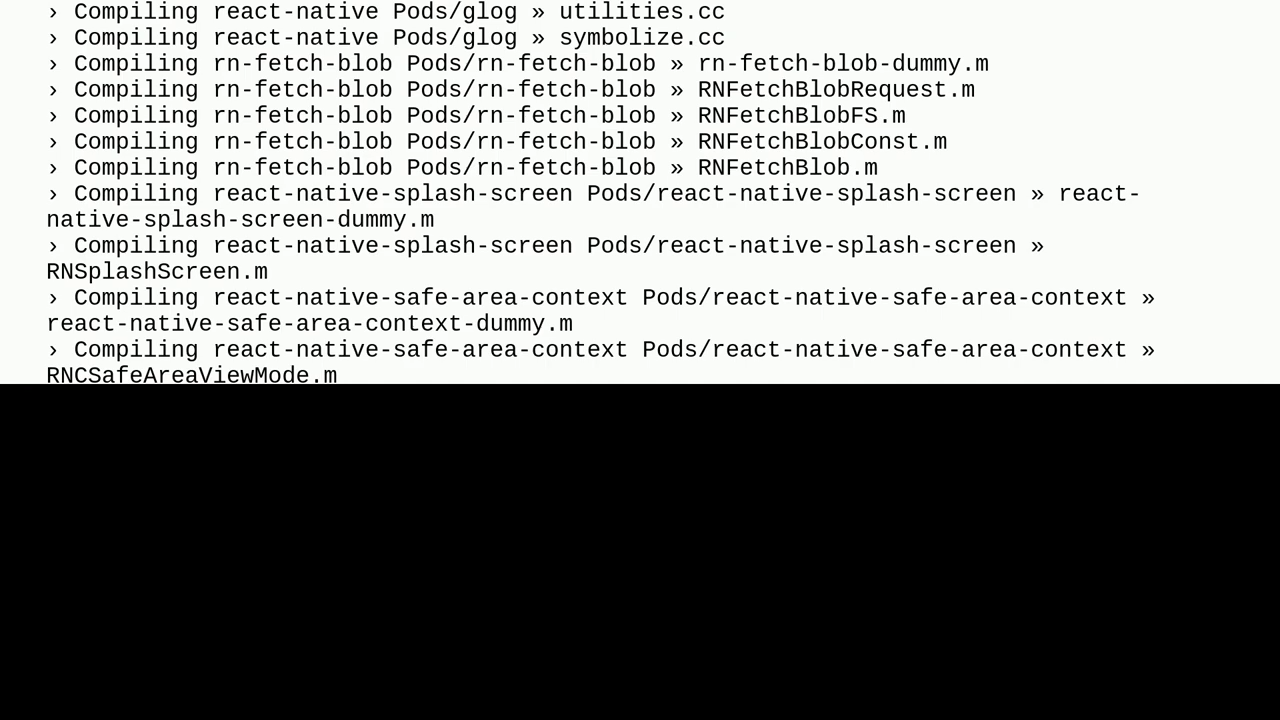 › Compiling react-native Pods/glog » utilities.cc
› Compiling react-native Pods/glog » symbolize.cc
› Compiling rn-fetch-blob Pods/rn-fetch-blob » rn-fetch-blob-dummy.m
› Compiling rn-fetch-blob Pods/rn-fetch-blob » RNFetchBlobRequest.m
› Compiling rn-fetch-blob Pods/rn-fetch-blob » RNFetchBlobFS.m
› Compiling rn-fetch-blob Pods/rn-fetch-blob » RNFetchBlobConst.m
› Compiling rn-fetch-blob Pods/rn-fetch-blob » RNFetchBlob.m
› Compiling react-native-splash-screen Pods/react-native-splash-screen » react-
native-splash-screen-dummy.m
› Compiling react-native-splash-screen Pods/react-native-splash-screen »
RNSplashScreen.m
› Compiling react-native-safe-area-context Pods/react-native-safe-area-context »
react-native-safe-area-context-dummy.m
› Compiling react-native-safe-area-context Pods/react-native-safe-area-context »
RNCSafeAreaViewMode.m